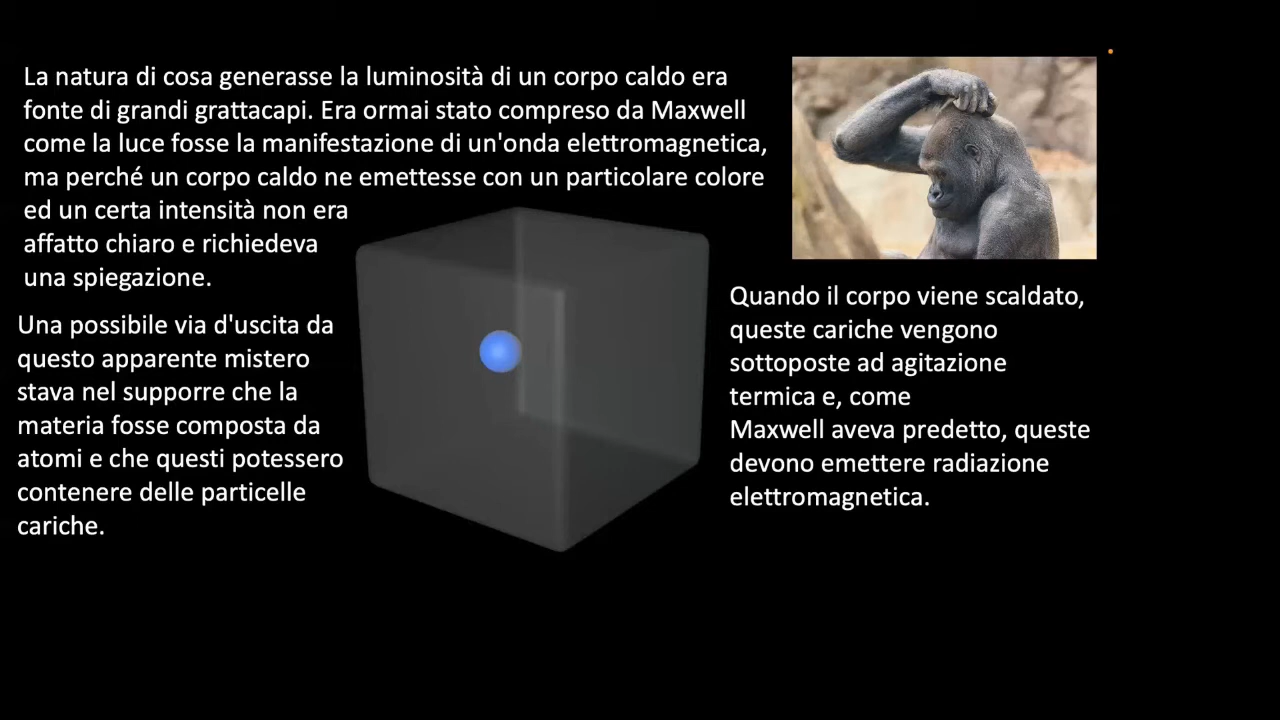 La natura di cosa generasse la luminosità di un corpo caldo era
fonte di grandi grattacapi. Era ormai stato compreso da Maxwell
come la luce fosse la manifestazione di un'onda elettromagnetica,
ma perché un corpo caldo ne emettesse con un particolare colore
ed un certa intensità non era
affatto chiaro e richiedeva
una spiegazione.
Una possibile via d'uscita da
questo apparente mistero
stava nel supporre che la
materia fosse composta da
atomi e che questi potessero
contenere delle particelle
cariche.
Quando il corpo viene scaldato,
queste cariche vengono
sottoposte ad agitazione
termica e, come
Maxwell aveva predetto, queste
devono emettere radiazione
elettromagnetica.